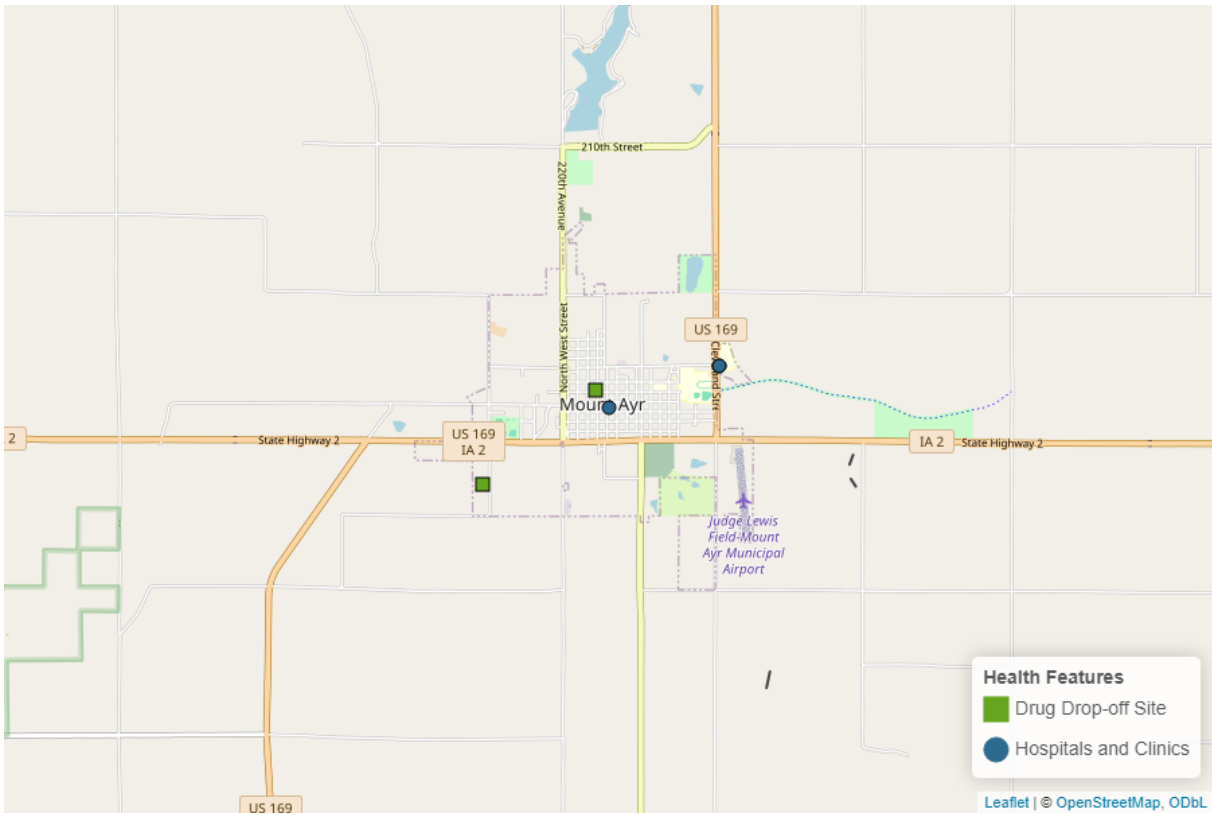 210th Street
220th Avenue
US 169
North West Street
Mount Ayr
2
State Highway 2
US 169
IA 2
IA 2
State Highway 2
Judge Lewis
Field-Mount
Ayr Municipal
Airport
US 169
Health Features
Drug Drop-off Site
Hospitals and Clinics
Leaflet | © OpenStreetMap, ODbL